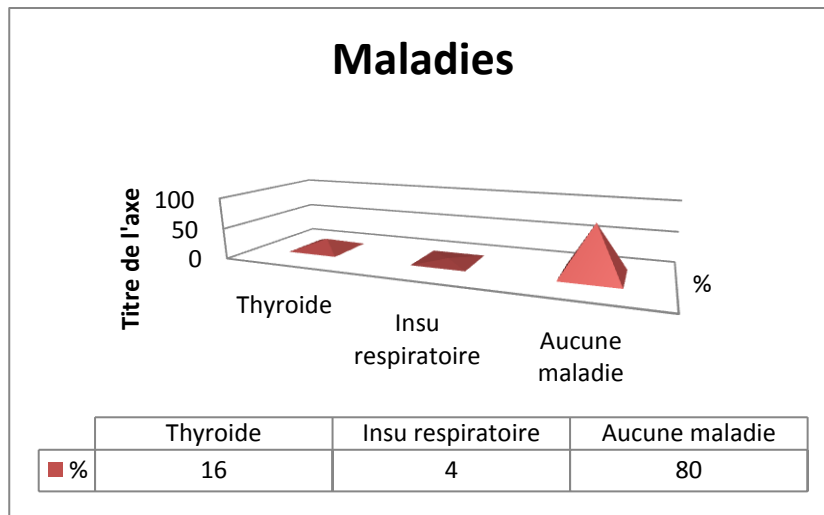 Maladies
Titre de l'axe
100
50
0
Thyroide
Insu
respiratoire
Aucune
maladie
%
Thyroide Insu respiratoire Aucune maladie
% 16 4 80